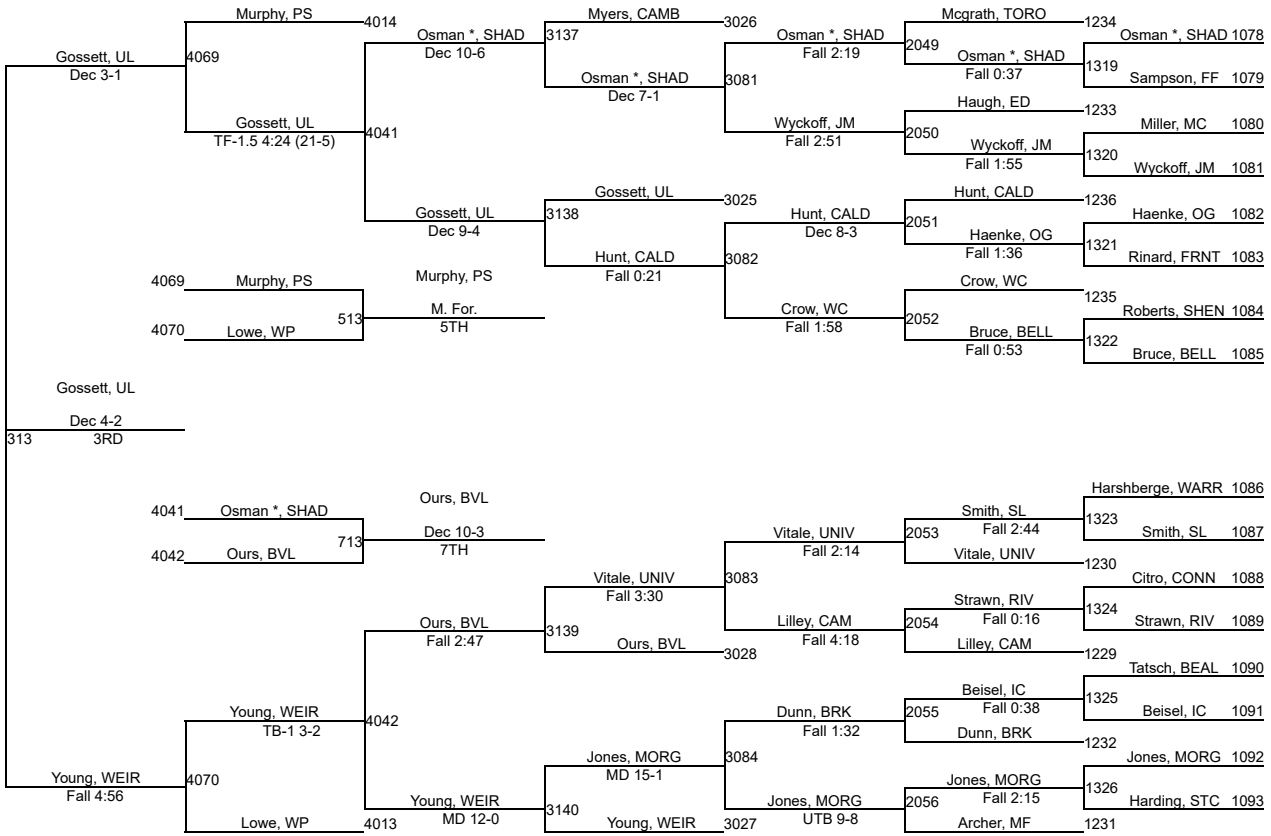 Murphy, PS
4014
Myers, CAMB
3026
Mcgrath, TORO
1234
Osman *, SHAD
3137
Osman *, SHAD
2049
Osman *, SHAD 1078
Gossett, UL
4069
Dec 10-6
Fall 2:19
Osman *, SHAD
1319
Dec 3-1
Osman *, SHAD
3081
Fall 0:37
Sampson, FF 1079
Dec 7-1
Haugh, ED
1233
Gossett, UL
4041
Wyckoff, JM
2050
Miller, MC 1080
TF-1.5 4:24 (21-5)
Fall 2:51
Wyckoff, JM
1320
Fall 1:55
Wyckoff, JM 1081
Gossett, UL
3025
Hunt, CALD
1236
Gossett, UL
3138
Hunt, CALD
2051
Haenke, OG 1082
Dec 9-4
Dec 8-3
Haenke, OG
1321
Hunt, CALD
3082
Fall 1:36
Rinard, FRNT 1083
Fall 0:21
4069
Murphy, PS
Murphy, PS
Crow, WC
1235
513
M. For.
Crow, WC
2052
Roberts, SHEN 1084
4070
Lowe, WP
5TH
Fall 1:58
Bruce, BELL
1322
Fall 0:53
Bruce, BELL 1085
Gossett, UL
Dec 4-2
313
3RD
Harshberge, WARR 1086
4041
Osman *, SHAD
Ours, BVL
Smith, SL
1323
713
Dec 10-3
Vitale, UNIV
2053
Fall 2:44
Smith, SL 1087
4042
Ours, BVL
7TH
Fall 2:14
Vitale, UNIV
1230
Vitale, UNIV
3083
Citro, CONN 1088
Fall 3:30
Strawn, RIV
1324
Ours, BVL
3139
Lilley, CAM
2054
Fall 0:16
Strawn, RIV 1089
Fall 2:47
Ours, BVL
3028
Fall 4:18
Lilley, CAM
1229
Tatsch, BEAL 1090
Beisel, IC
1325
Young, WEIR
4042
Dunn, BRK
2055
Fall 0:38
Beisel, IC 1091
TB-1 3-2
Fall 1:32
Dunn, BRK
1232
Jones, MORG
3084
Jones, MORG 1092
Young, WEIR
4070
MD 15-1
Jones, MORG
1326
Fall 4:56
Young, WEIR
3140
Jones, MORG
2056
Fall 2:15
Harding, STC 1093
MD 12-0
UTB 9-8
Lowe, WP
4013
Young, WEIR
3027
Archer, MF
1231